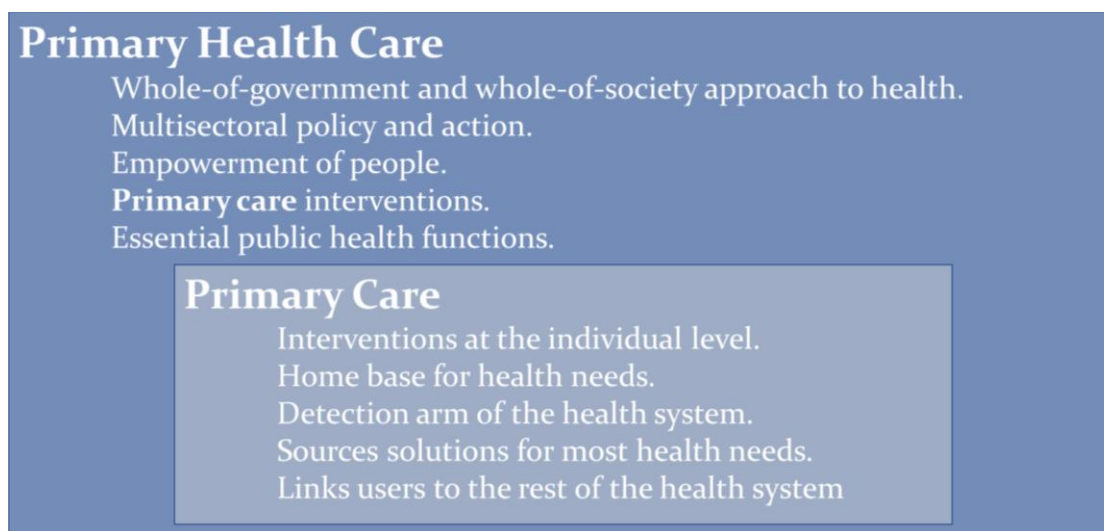 Primary Health Care
Whole-of-government and whole-of-society approach to health.
Multisectoral policy and action.
Empowerment of people.
Primary care interventions.
Essential public health functions.
Primary Care
Interventions at the individual level.
Home base for health needs.
Detection arm of the health system.
Sources solutions for most health needs.
Links users to the rest of the health system